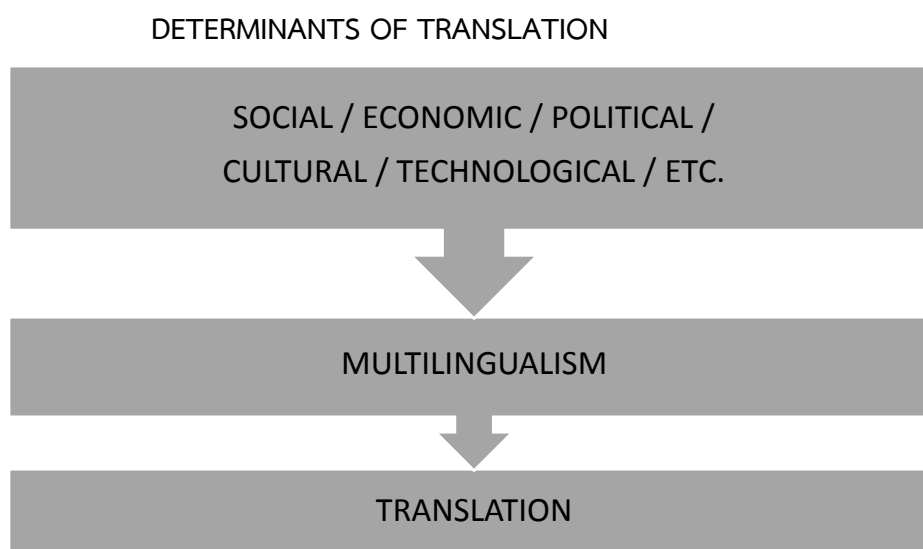 DETERMINANTS OF TRANSLATION
SOCIAL / ECONOMIC / POLITICAL /
CULTURAL / TECHNOLOGICAL / ETC.
MULTILINGUALISM
TRANSLATION